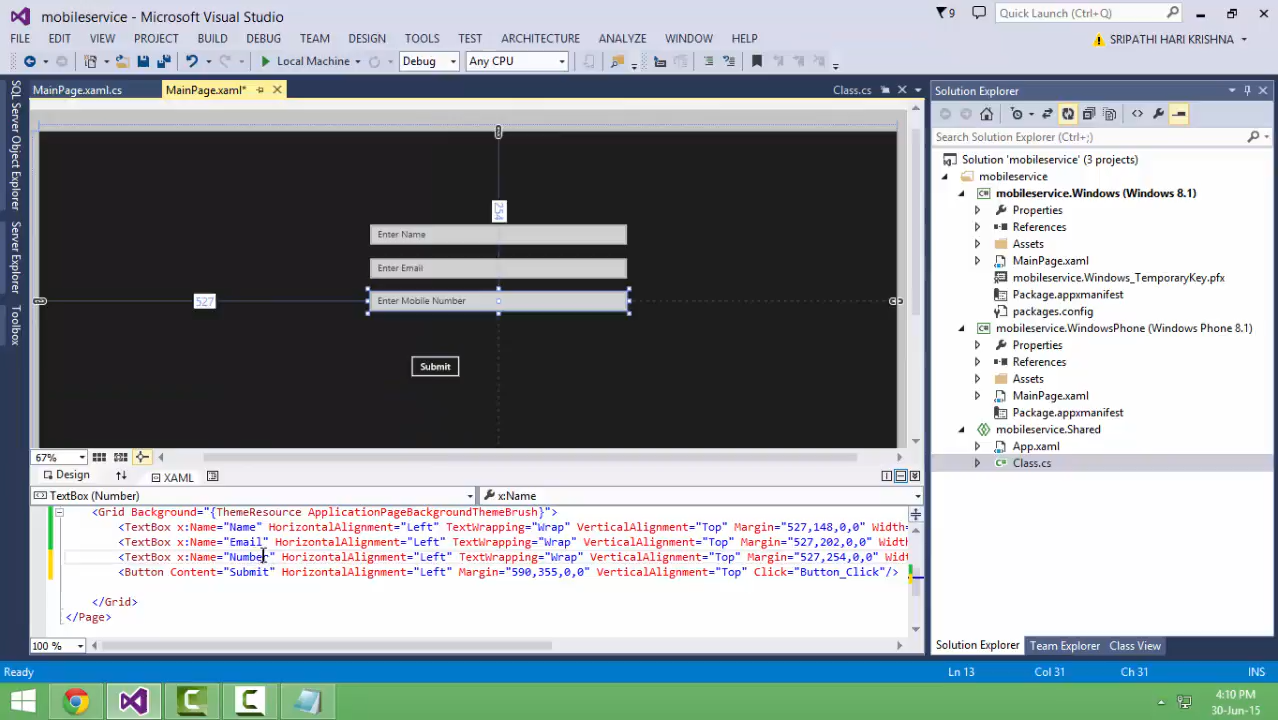 mobileservice - Microsoft Visual Studio
9
Quick Launch (Ctrl+Q)
FILE EDIT VIEW PROJECT BUILD DEBUG TEAM DESIGN TOOLS TEST ARCHITECTURE ANALYZE WINDOW HELP
SRIPATHI HARI KRISHNA
Local Machine
Debug
Any CPU
SQL Server Object Explorer
Server Explorer
Toolbox
MainPage.xaml.cs
MainPage.xaml*
Class.cs
254
Enter Name
Enter Email
527
Enter Mobile Number
Submit
67%
Design
XAML
TextBox (Number)
x:Name
<Grid Background="{ThemeResource ApplicationPageBackgroundThemeBrush}">
<TextBox x:Name="Name" HorizontalAlignment="Left" TextWrapping="Wrap" VerticalAlignment="Top" Margin="527,148,0,0" Width=
<TextBox x:Name="Email" HorizontalAlignment="Left" TextWrapping="Wrap" VerticalAlignment="Top" Margin="527,202,0,0" Width
<TextBox x:Name="Number" HorizontalAlignment="Left" TextWrapping="Wrap" VerticalAlignment="Top" Margin="527,254,0,0" Widt
<Button Content="Submit" HorizontalAlignment="Left" Margin="590,355,0,0" VerticalAlignment="Top" Click="Button_Click"/>
</Grid>
</Page>
100 %
Solution Explorer
Search Solution Explorer (Ctrl+;)
Solution 'mobileservice' (3 projects)
mobileservice
mobileservice.Windows (Windows 8.1)
Properties
References
Assets
MainPage.xaml
mobileservice.Windows_TemporaryKey.pfx
Package.appxmanifest
packages.config
mobileservice.WindowsPhone (Windows Phone 8.1)
Properties
References
Assets
MainPage.xaml
Package.appxmanifest
mobileservice.Shared
App.xaml
Class.cs
Solution Explorer Team Explorer Class View
Ready
Ln 13
Col 31
Ch 31
INS
4:10 PM
30-Jun-15